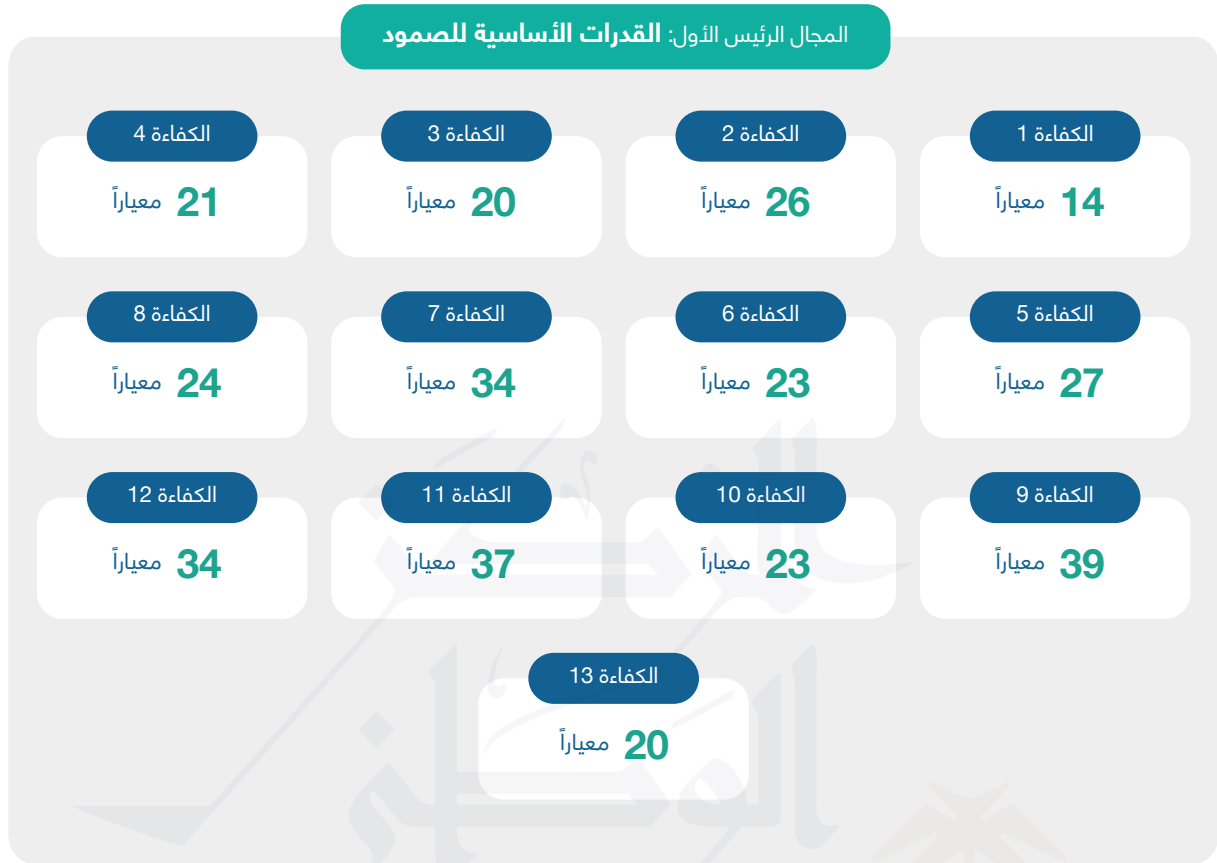 المجال الرئيس الأول: القدرات الأساسية للصمود
الكفاءة 1
14 معياراً
الكفاءة 2
26 معياراً
الكفاءة 3
20 معياراً
الكفاءة 4
21 معياراً
الكفاءة 5
27 معياراً
الكفاءة 6
23 معياراً
الكفاءة 7
34 معياراً
الكفاءة 8
24 معياراً
الكفاءة 9
39 معياراً
الكفاءة 10
23 معياراً
الكفاءة 11
37 معياراً
الكفاءة 12
34 معياراً
الكفاءة 13
20 معياراً
المركز
الوطني